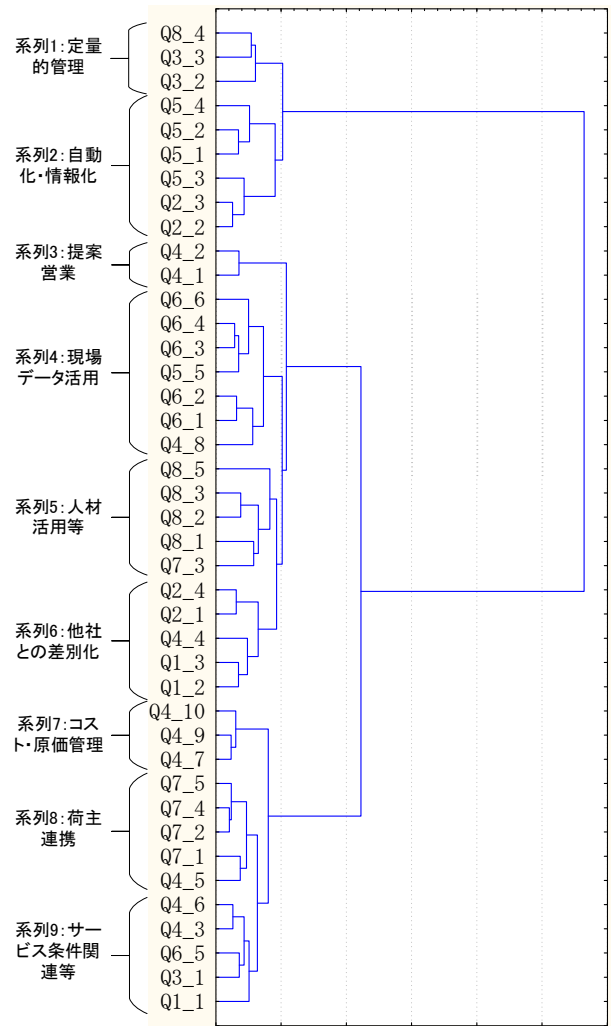 系列1:定量
的管理
Q8_4
Q3_3
Q3_2
系列2:自動
化・情報化
Q5_4
Q5_2
Q5_1
Q5_3
Q2_3
Q2_2
系列3:提案
営業
Q4_2
Q4_1
系列4:現場
データ活用
Q6_6
Q6_4
Q6_3
Q5_5
Q6_2
Q6_1
Q4_8
系列5:人材
活用等
Q8_5
Q8_3
Q8_2
Q8_1
Q7_3
系列6:他社
との差別化
Q2_4
Q2_1
Q4_4
Q1_3
Q1_2
系列7:コス
ト・原価管理
Q4_10
Q4_9
Q4_7
系列8:荷主
連携
Q7_5
Q7_4
Q7_2
Q7_1
Q4_5
系列9:サー
ビス条件関
連等
Q4_6
Q4_3
Q6_5
Q3_1
Q1_1